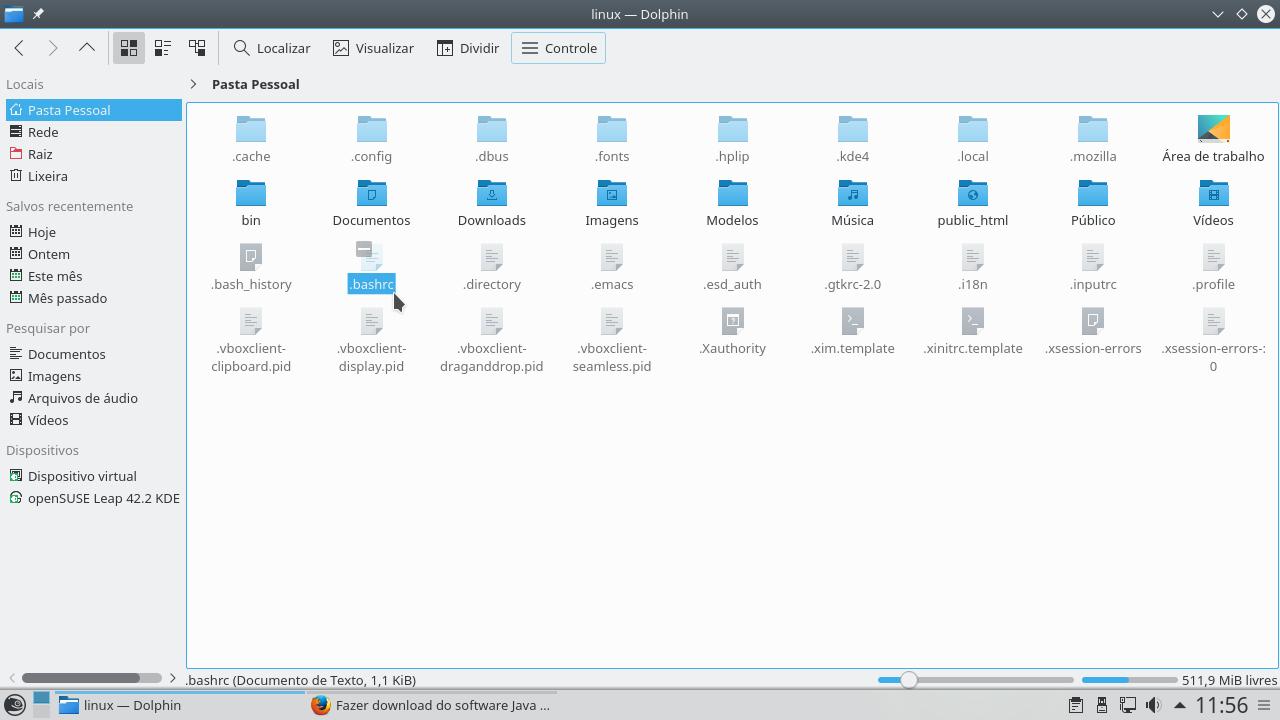 linux — Dolphin
Localizar
Visualizar
Dividir
Controle
Locais
Pasta Pessoal
Rede
Raiz
Lixeira
Salvos recentemente
Hoje
Ontem
Este mês
Mês passado
Pesquisar por
Documentos
Imagens
Arquivos de áudio
Vídeos
Dispositivos
Dispositivo virtual
openSUSE Leap 42.2 KDE
Pasta Pessoal
.cache .config .dbus .fonts .hplip .kde4 .local .mozilla Área de trabalho
bin Documentos Downloads Imagens Modelos Música public_html Público Vídeos
.bash_history .bashrc .directory .emacs .esd_auth .gtkrc-2.0 .i18n .inputrc .profile
.vboxclient- .vboxclient- .vboxclient- .vboxclient- .Xauthority .xim.template .xinitrc.template .xsession-errors .xsession-errors-:
clipboard.pid display.pid draganddrop.pid seamless.pid 0
.bashrc (Documento de Texto, 1,1 KiB)
511,9 MiB livres
linux — Dolphin
Fazer download do software Java ...
11:56